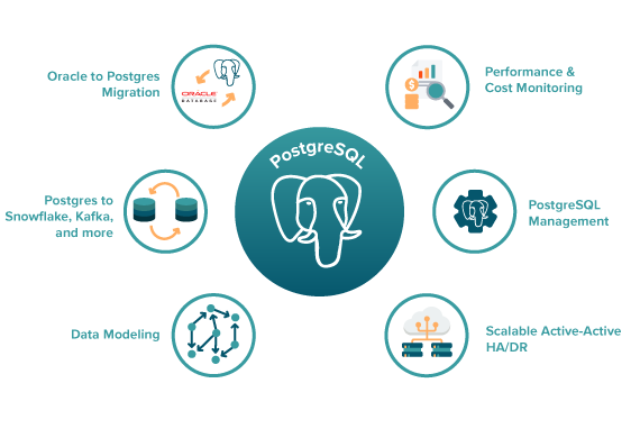 Oracle to Postgres
Migration
ORACLE
DATABASE
Performance &
Cost Monitoring
PostgreSQL
Postgres to
Snowflake, Kafka,
and more
PostgreSQL
Management
Data Modeling
Scalable Active-Active
HA/DR